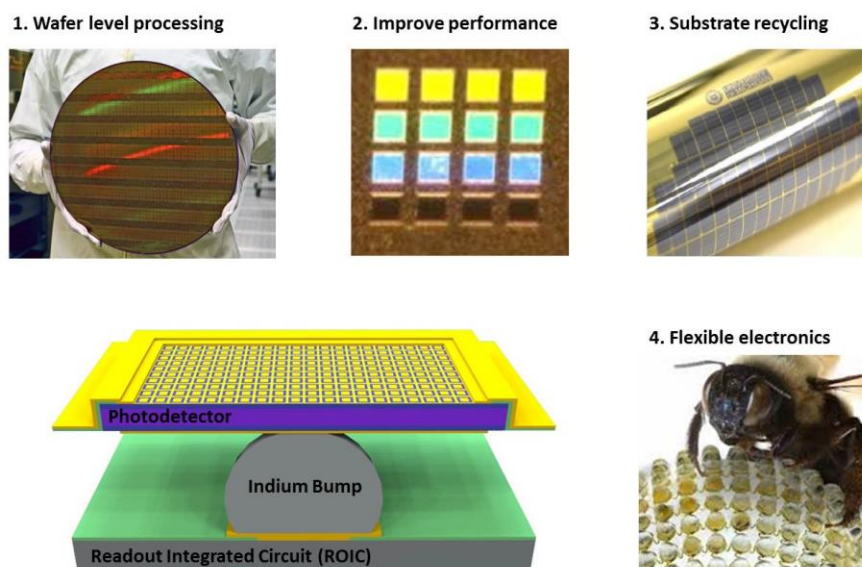 1. Wafer level processing
2. Improve performance
3. Substrate recycling
4. Flexible electronics
Photodetector
Indium Bump
Readout Integrated Circuit (ROIC)